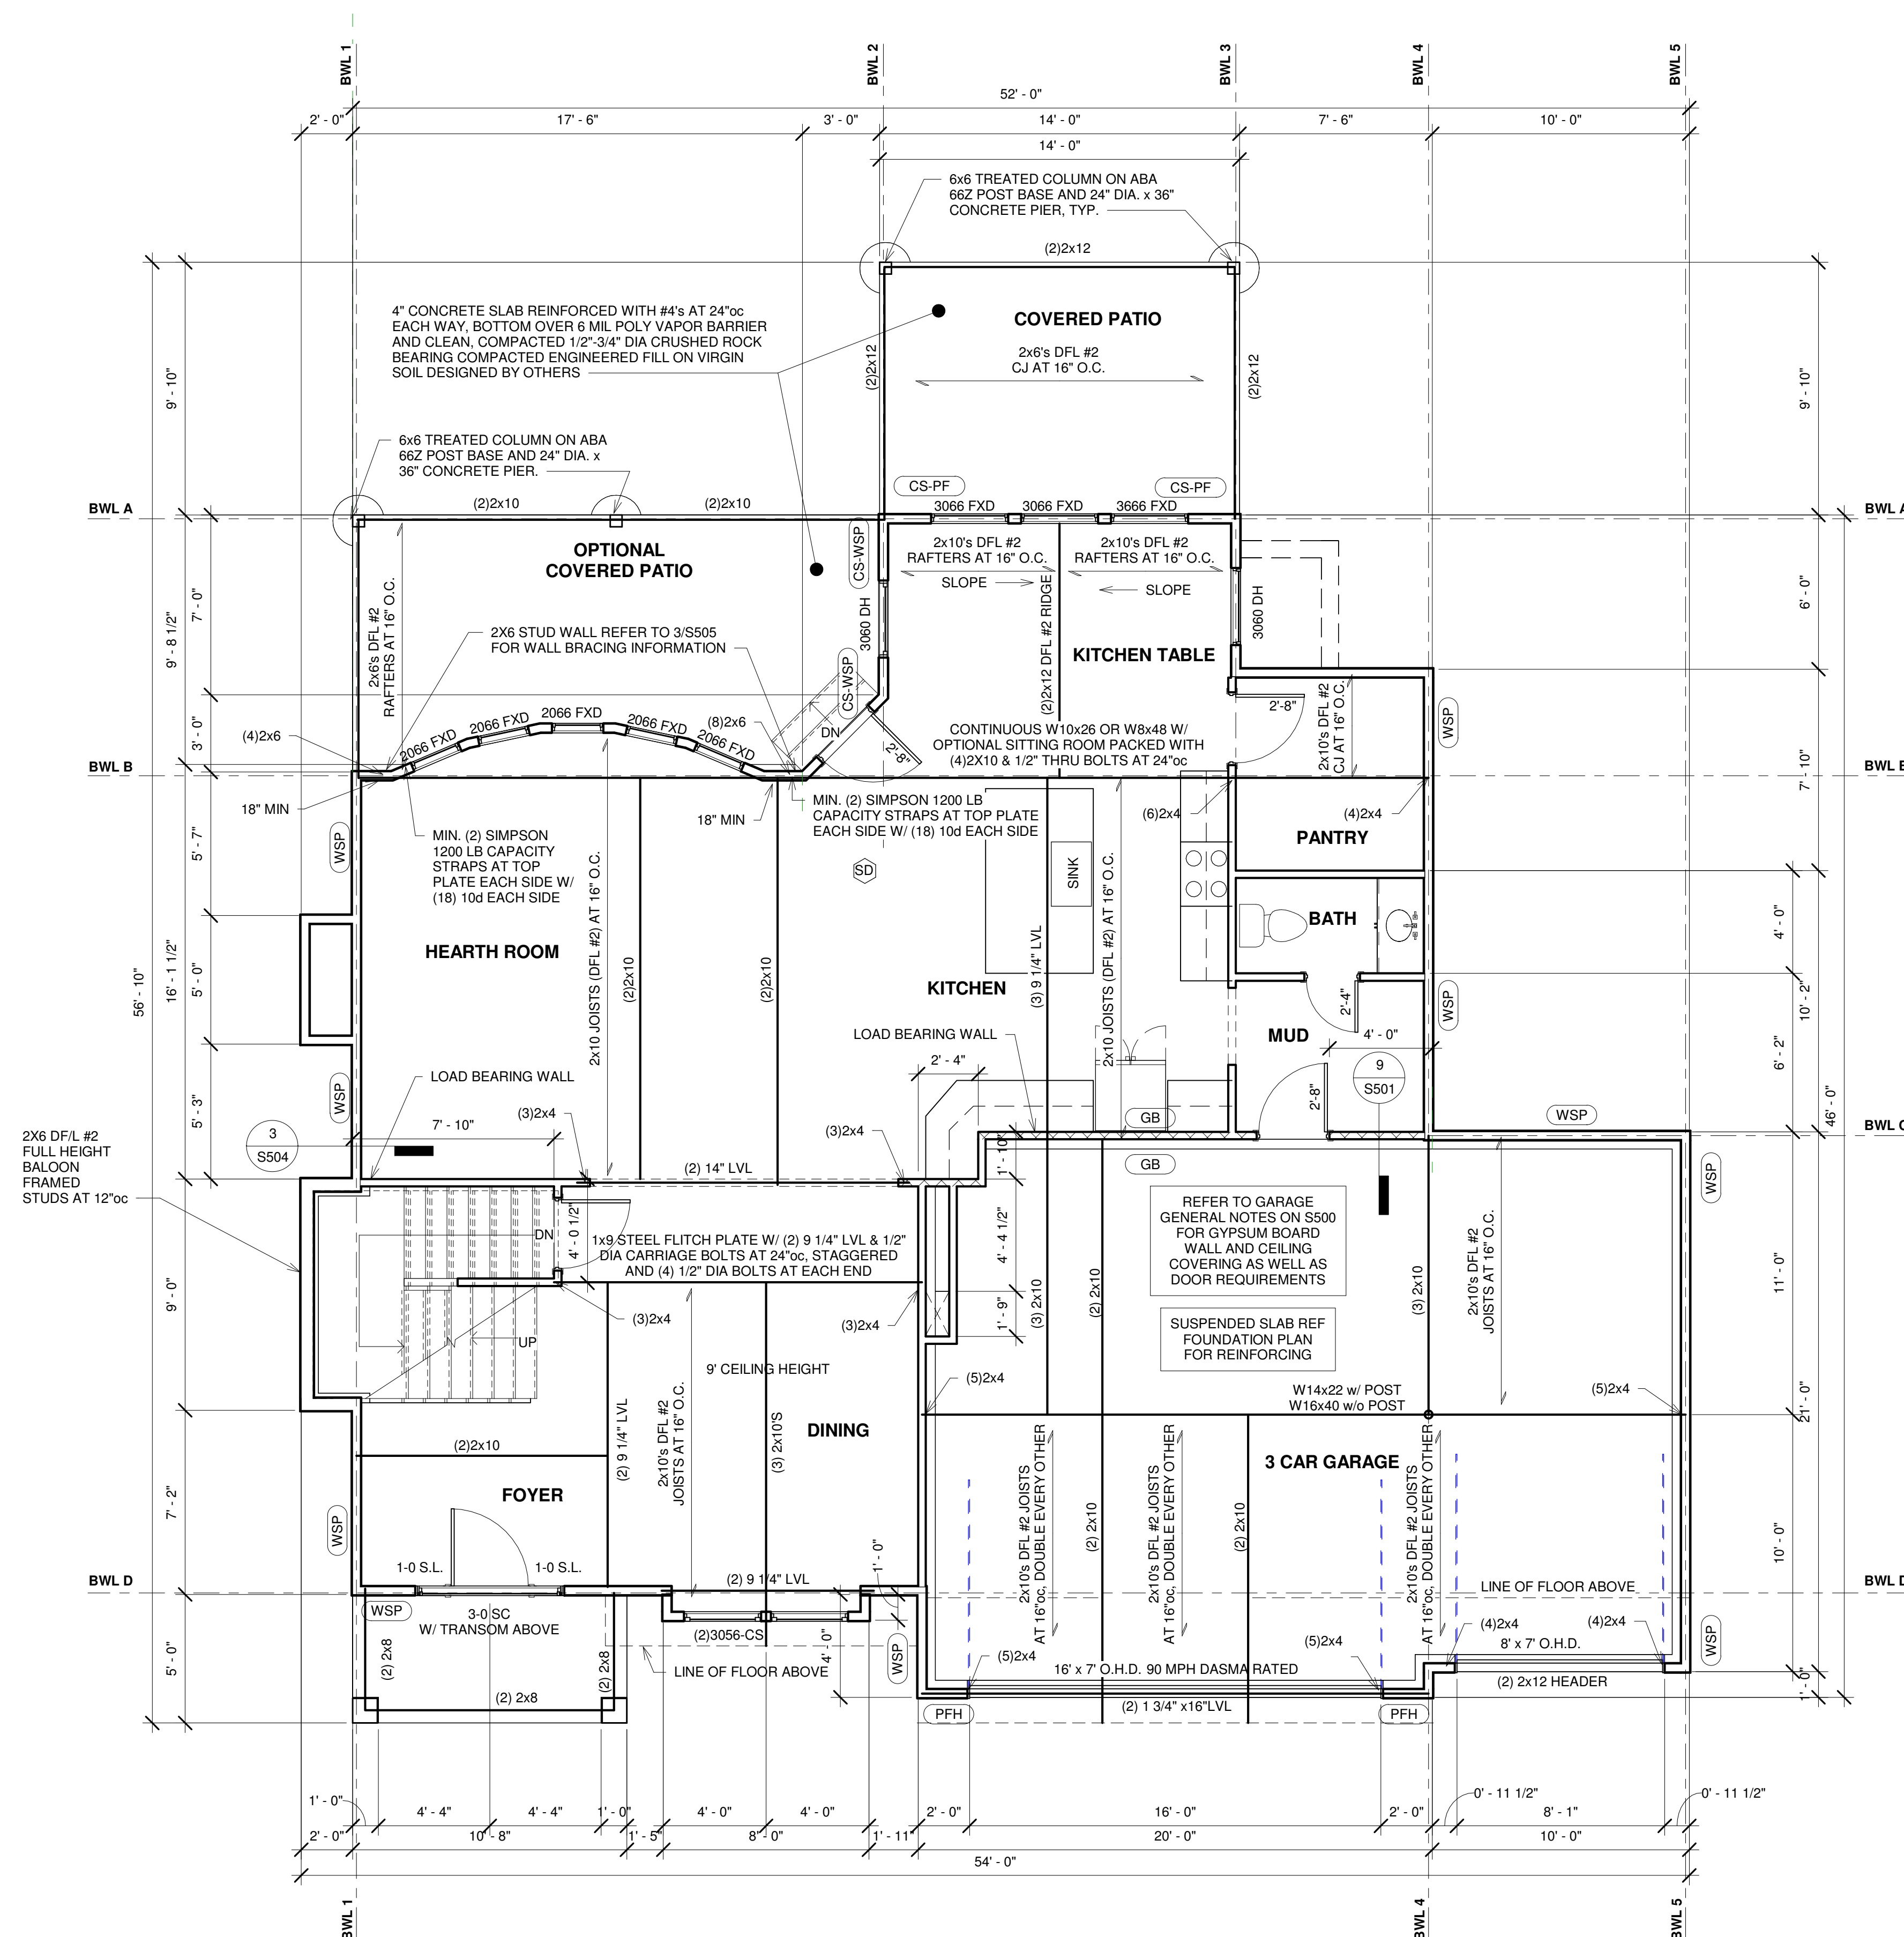 BWL 1
BWL 2
BWL 3
BWL 4
BWL 5
52' - 0"
2' - 0"
17' - 6"
3' - 0"
14' - 0"
7' - 6"
10' - 0"
14' - 0"
6x6 TREATED COLUMN ON ABA
66Z POST BASE AND 24" DIA. x 36"
CONCRETE PIER, TYP.
(2)2x12
4" CONCRETE SLAB REINFORCED WITH #4's AT 24"oc
EACH WAY, BOTTOM OVER 6 MIL POLY VAPOR BARRIER
AND CLEAN, COMPACTED 1/2"-3/4" DIA CRUSHED ROCK
BEARING COMPACTED ENGINEERED FILL ON VIRGIN
SOIL DESIGNED BY OTHERS
COVERED PATIO
2x6's DFL #2
CJ AT 16" O.C.
(2)2x12
(2)2x12
9' - 10"
9' - 10"
6x6 TREATED COLUMN ON ABA
66Z POST BASE AND 24" DIA. x
36" CONCRETE PIER.
CS-PF
CS-PF
BWL A
(2)2x10
(2)2x10
3066 FXD
3066 FXD
3666 FXD
BWL A
OPTIONAL
COVERED PATIO
CS-WSP
2x10's DFL #2
RAFTERS AT 16" O.C.
2x10's DFL #2
RAFTERS AT 16" O.C.
SLOPE
SLOPE
2x6's DFL #2
RAFTERS AT 16" O.C.
3060 DH
(2)2x12 DFL #2 RIDGE
3060 DH
7' - 0"
9' - 8 1/2"
6' - 0"
2X6 STUD WALL REFER TO 3/S505
FOR WALL BRACING INFORMATION
KITCHEN TABLE
CS-WSP
2'-8"
2x10's DFL #2
CJ AT 16" O.C.
WSP
3' - 0"
(4)2x6
2066 FXD
2066 FXD
2066 FXD
2066 FXD
2066 FXD
(8)2x6
DN
2'-8"
CONTINUOUS W10x26 OR W8x48 W/
OPTIONAL SITTING ROOM PACKED WITH
(4)2X10 & 1/2" THRU BOLTS AT 24"oc
7' - 10"
BWL B
18" MIN
18" MIN
MIN. (2) SIMPSON 1200 LB
CAPACITY STRAPS AT TOP PLATE
EACH SIDE W/ (18) 10d EACH SIDE
(6)2x4
(4)2x4
PANTRY
WSP
5' - 7"
MIN. (2) SIMPSON
1200 LB CAPACITY
STRAPS AT TOP
PLATE EACH SIDE W/
(18) 10d EACH SIDE
2x10 JOISTS (DFL #2) AT 16" O.C.
SD
SINK
2x10 JOISTS (DFL #2) AT 16" O.C.
BATH
4' - 0"
HEARTH ROOM
(2)2x10
(2)2x10
KITCHEN
(3) 9 1/4" LVL
56' - 10"
16' - 1 1/2"
5' - 0"
WSP
2'-4"
10' - 2"
LOAD BEARING WALL
MUD
4' - 0"
6' - 2"
2' - 4"
9
S501
LOAD BEARING WALL
WSP
2'-8"
46' - 0"
5' - 3"
GB
WSP
BWL C
2X6 DF/L #2
FULL HEIGHT
BALOON
FRAMED
STUDS AT 12"oc
3
S504
7' - 10"
(3)2x4
(3)2x4
1' - 10"
GB
(2) 14" LVL
WSP
REFER TO GARAGE
GENERAL NOTES ON S500
FOR GYPSUM BOARD
WALL AND CEILING
COVERING AS WELL AS
DOOR REQUIREMENTS
4' - 0 1/2"
DN
1x9 STEEL FLITCH PLATE W/ (2) 9 1/4" LVL & 1/2"
DIA CARRIAGE BOLTS AT 24"oc, STAGGERED
AND (4) 1/2" DIA BOLTS AT EACH END
4' - 4 1/2"
(3) 2x10
(2) 2x10
(3) 2x10
2x10's DFL #2
JOISTS AT 16" O.C.
11' - 0"
9' - 0"
1' - 9"
(3)2x4
(3)2x4
SUSPENDED SLAB REF
FOUNDATION PLAN
FOR REINFORCING
UP
9' CEILING HEIGHT
(5)2x4
W14x22 w/ POST
W16x40 w/o POST
(5)2x4
21' - 0"
(2)2x10
(2) 9 1/4" LVL
2x10's DFL #2
JOISTS AT 16" O.C.
(3) 2x10'S
DINING
3 CAR GARAGE
FOYER
7' - 2"
WSP
2x10's DFL #2 JOISTS
AT 16"oc, DOUBLE EVERY OTHER
(2) 2x10
2x10's DFL #2 JOISTS
AT 16"oc, DOUBLE EVERY OTHER
(2) 2x10
2x10's DFL #2 JOISTS
AT 16"oc, DOUBLE EVERY OTHER
10' - 0"
1-0 S.L.
1-0 S.L.
(2) 9 1/4" LVL
1' - 0"
LINE OF FLOOR ABOVE
BWL D
BWL D
WSP
3-0 SC
W/ TRANSOM ABOVE
(2)3056-CS
WSP
4' - 0"
(5)2x4
(5)2x4
(4)2x4
(4)2x4
8' x 7' O.H.D.
WSP
5' - 0"
(2) 2x8
(2) 2x8
LINE OF FLOOR ABOVE
16' x 7' O.H.D. 90 MPH DASMA RATED
(2) 2x12 HEADER
1' - 0"
(2) 2x8
PFH
(2) 1 3/4" x16"LVL
PFH
1' - 0"
4' - 4"
4' - 4"
1' - 0"
4' - 0"
4' - 0"
2' - 0"
16' - 0"
2' - 0"
0' - 11 1/2"
8' - 1"
0' - 11 1/2"
2' - 0"
10' - 8"
1' - 5"
8' - 0"
1' - 11"
20' - 0"
10' - 0"
54' - 0"
BWL 1
BWL 4
BWL 5